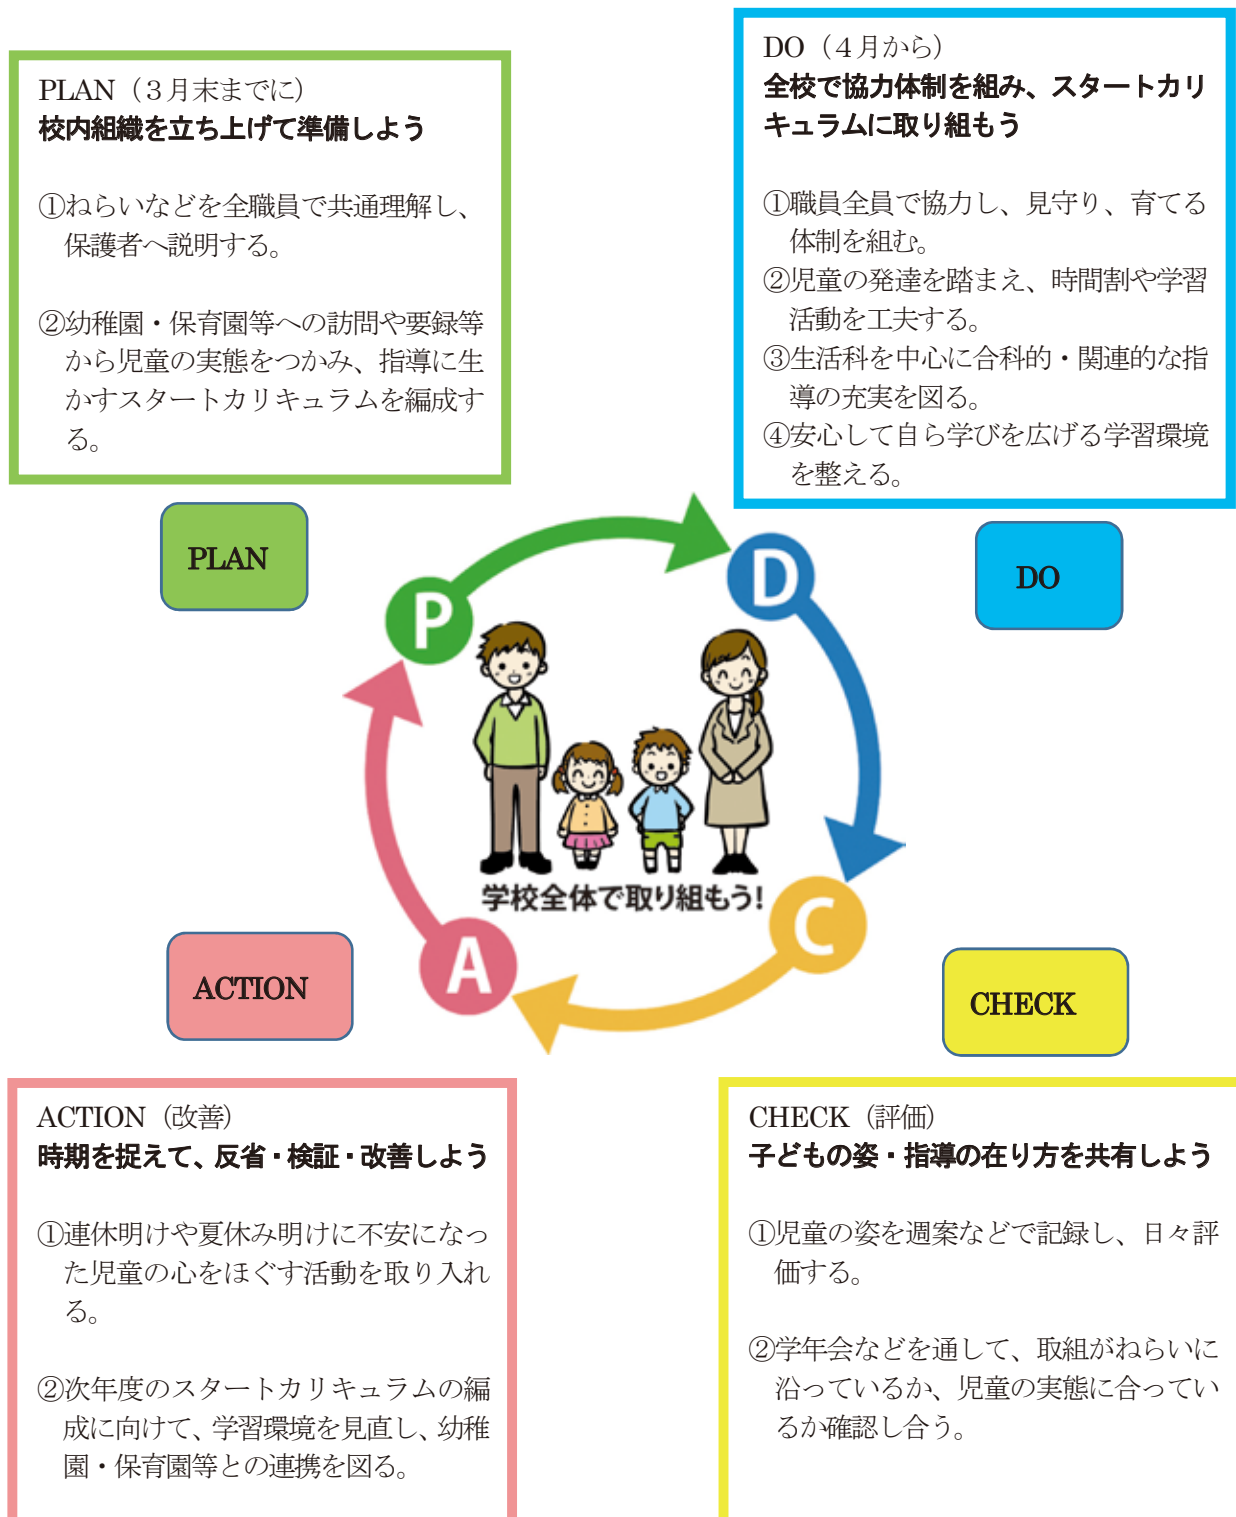 PLAN（３月末までに）
校内組織を立ち上げて準備しよう
①ねらいなどを全職員で共通理解し、
保護者へ説明する。
②幼稚園・保育園等への訪問や要録等
から児童の実態をつかみ、指導に生
かすスタートカリキュラムを編成す
る。
DO（４月から）
全校で協力体制を組み、スタートカリ
キュラムに取り組もう
①職員全員で協力し、見守り、育てる
体制を組む。
②児童の発達を踏まえ、時間割や学習
活動を工夫する。
③生活科を中心に合科的・関連的な指
導の充実を図る。
④安心して自ら学びを広げる学習環境
を整える。
PLAN
DO
P
D
学校全体で取り組もう!
C
A
ACTION
CHECK
ACTION（改善）
時期を捉えて、反省・検証・改善しよう
①連休明けや夏休み明けに不安になっ
た児童の心をほぐす活動を取り入れ
る。
②次年度のスタートカリキュラムの編
成に向けて、学習環境を見直し、幼稚
園・保育園等との連携を図る。
CHECK（評価）
子どもの姿・指導の在り方を共有しよう
①児童の姿を週案などで記録し、日々評
価する。
②学年会などを通して、取組がねらいに
沿っているか、児童の実態に合ってい
るか確認し合う。